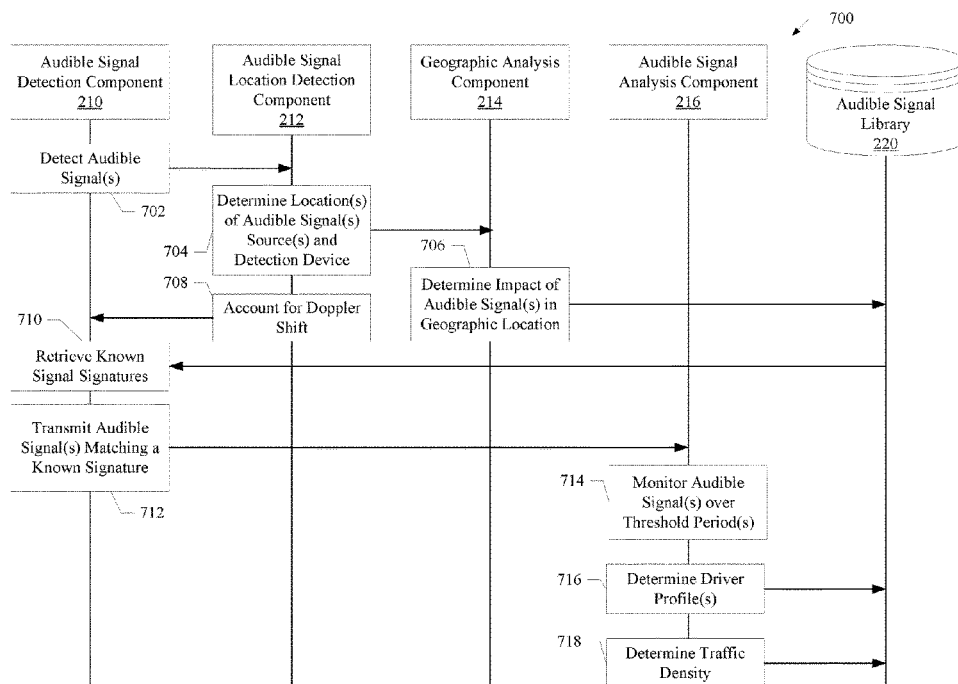 700
Audible Signal
Detection Component
210
Audible Signal
Location Detection
Component
212
Geographic Analysis
Component
214
Audible Signal
Analysis Component
216
Audible Signal
Library
220
Detect Audible
Signal(s)
702
Determine Location(s)
of Audible Signal(s)
Source(s) and
Detection Device
704
706
Determine Impact of
Audible Signal(s) in
Geographic Location
708
Account for Doppler
Shift
710
Retrieve Known
Signal Signatures
Transmit Audible
Signal(s) Matching a
Known Signature
712
714
Monitor Audible
Signal(s) over
Threshold Period(s)
716
Determine Driver
Profile(s)
718
Determine Traffic
Density